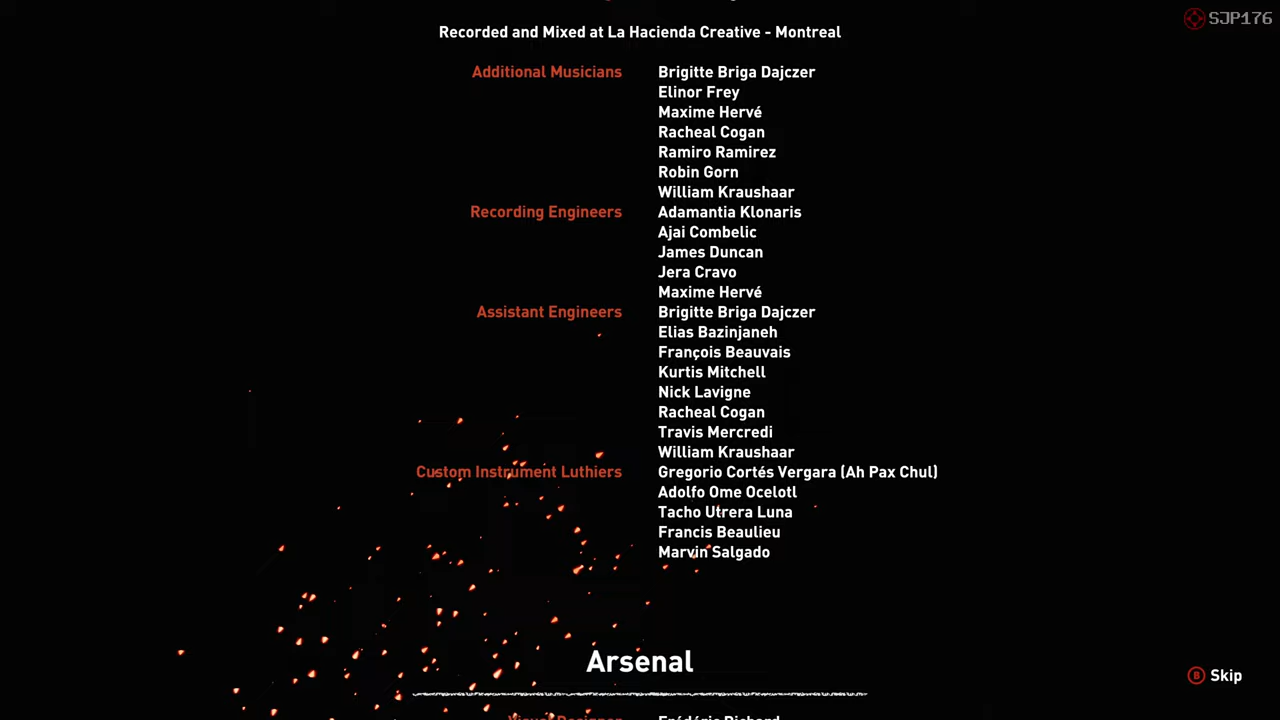 SJP176
Recorded and Mixed at La Hacienda Creative - Montreal
Additional Musicians Brigitte Briga Dajczer
Elinor Frey
Maxime Hervé
Racheal Cogan
Ramiro Ramirez
Robin Gorn
William Kraushaar
Recording Engineers Adamantia Klonaris
Ajai Combelic
James Duncan
Jera Cravo
Maxime Hervé
Assistant Engineers Brigitte Briga Dajczer
Elias Bazinjaneh
François Beauvais
Kurtis Mitchell
Nick Lavigne
Racheal Cogan
Travis Mercredi
William Kraushaar
Custom Instrument Luthiers Gregorio Cortés Vergara (Ah Pax Chul)
Adolfo Ome Ocelotl
Tacho Utrera Luna
Francis Beaulieu
Marvin Salgado
Arsenal
B Skip
Visual Designer Frédéric Richard